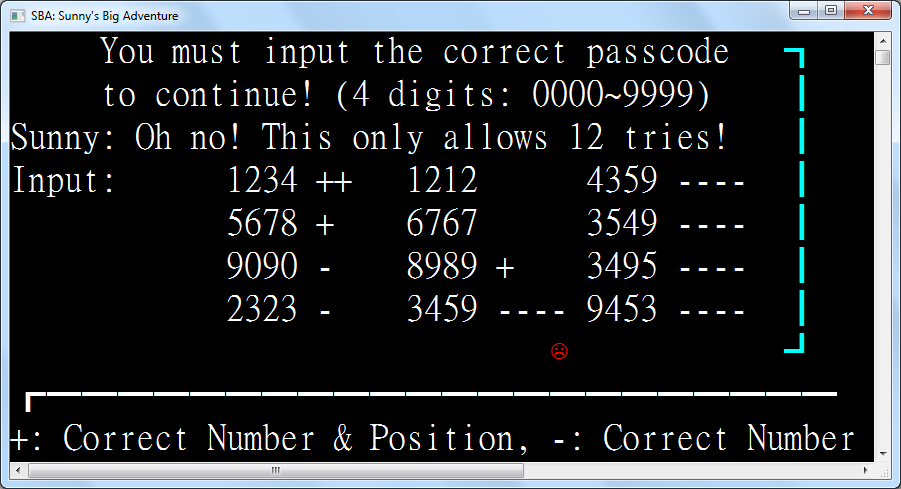 SBA: Sunny's Big Adventure
You must input the correct passcode
to continue! (4 digits: 0000~9999)
Sunny: Oh no! This only allows 12 tries!
Input: 1234 ++ 1212 4359 ----
5678 + 6767 3549 ----
9090 - 8989 + 3495 ----
2323 - 3459 ---- 9453 ----
+: Correct Number & Position, -: Correct Number